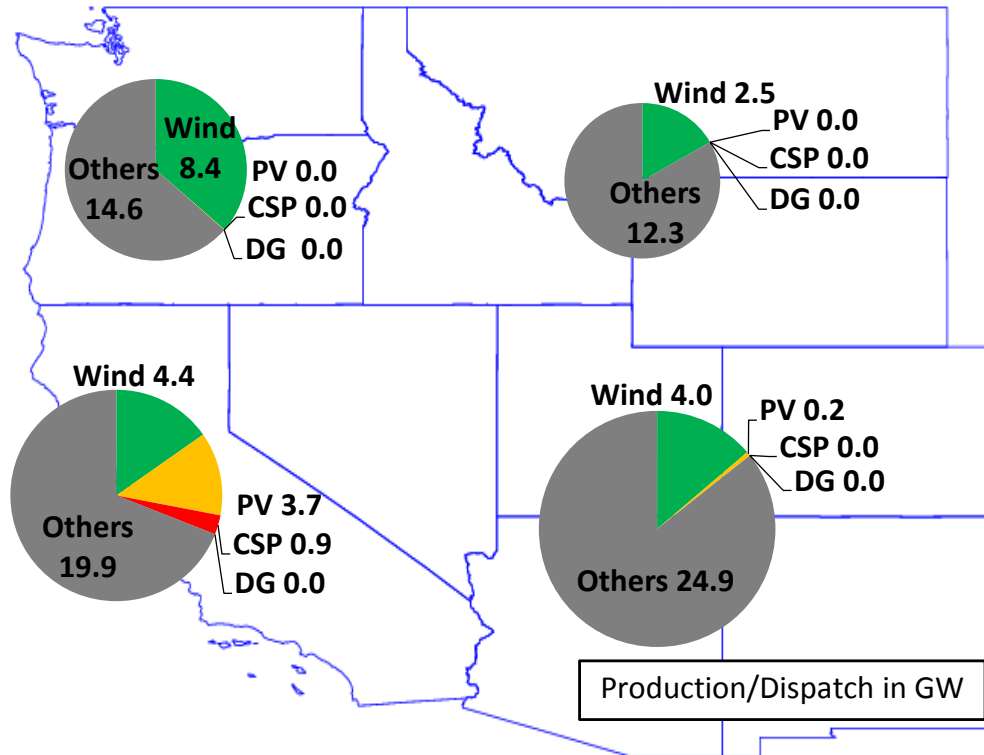 Wind
8.4
Others
14.6
PV 0.0
CSP 0.0
DG 0.0
Wind 2.5
PV 0.0
CSP 0.0
DG 0.0
Others
12.3
Wind 4.4
PV 3.7
CSP 0.9
DG 0.0
Others
19.9
Wind 4.0
PV 0.2
CSP 0.0
DG 0.0
Others 24.9
Production/Dispatch in GW